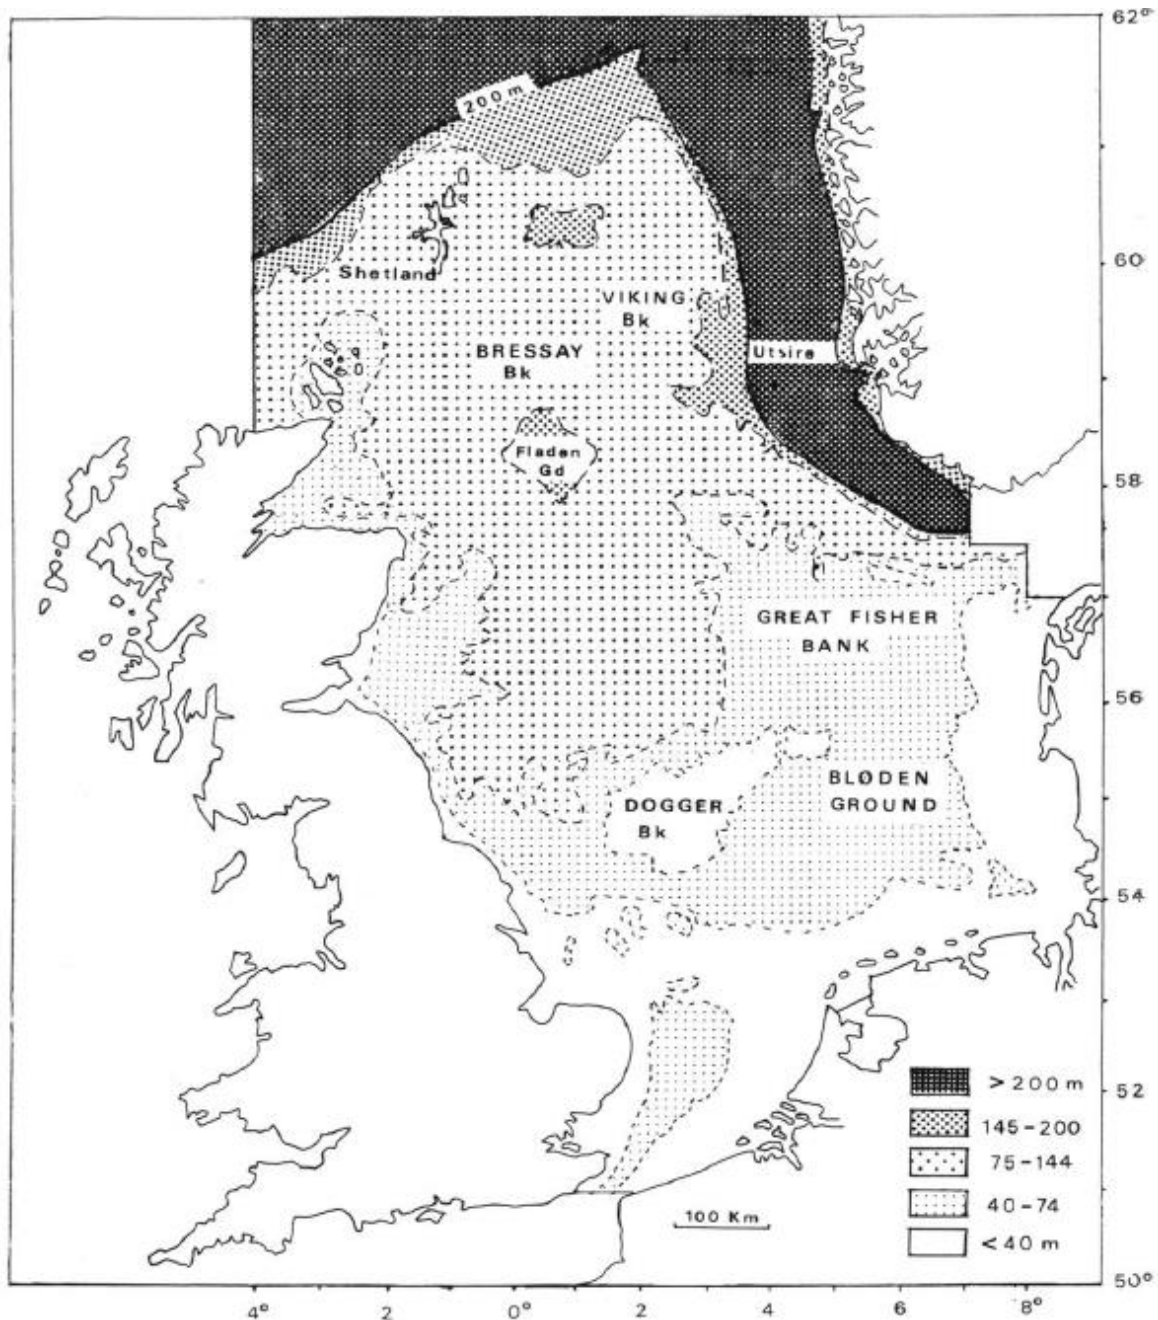 62°
200 m
60
Shetland
VIKING
Bk
BRESSAY
Bk
Utsire
Fladen
Gd
58
GREAT FISHER
BANK
56
BLØDEN
GROUND
DOGGER
Bk
54
> 200 m
52
145-200
75-144
40-74
100 Km
< 40 m
50°
4° 2 0° 2 4 6 8°